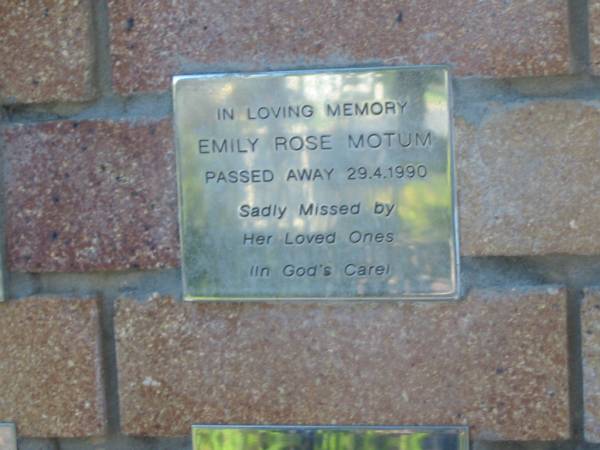 IN LOVING MEMORY
EMILY ROSE MOTUM
PASSED AWAY 29.4.1990
Sadly Missed by
Her Loved Ones
(In God's Care)